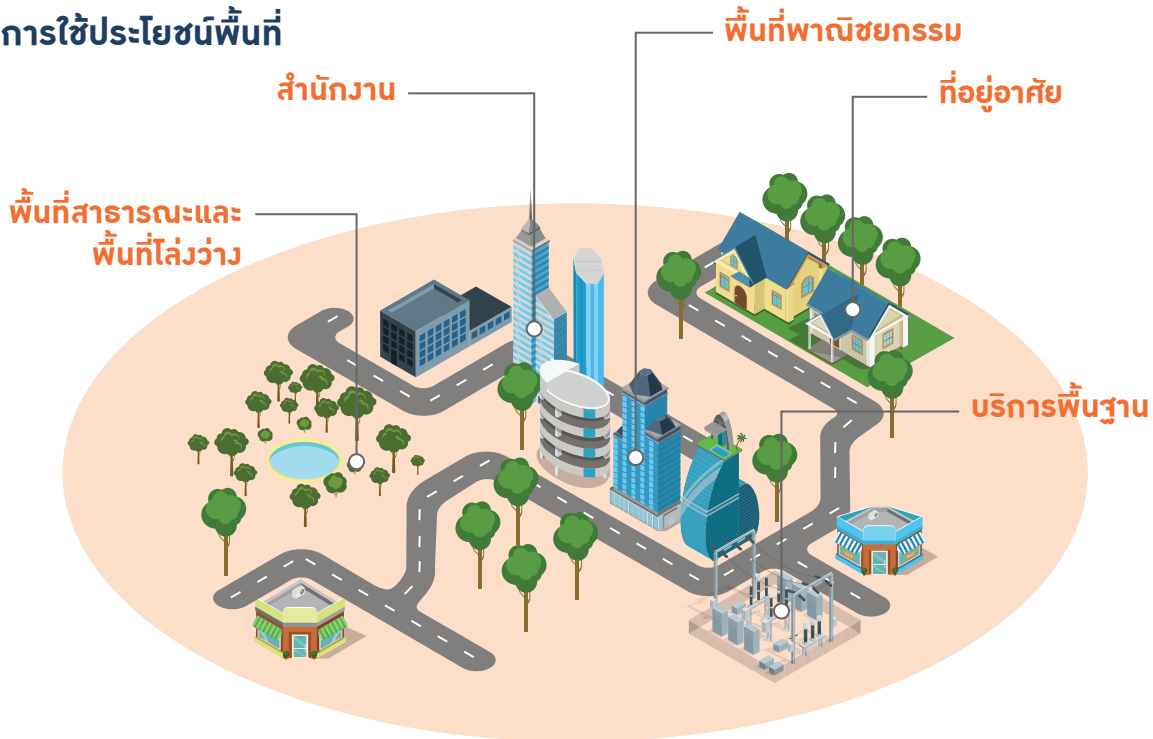 การใช้ประโยชน์พื้นที่
พื้นที่พาณิชยกรรม
สำนักงาน
ที่อยู่อาศัย
พื้นที่สาธารณะและ
พื้นที่โล่งว่าง
บริการพื้นฐาน